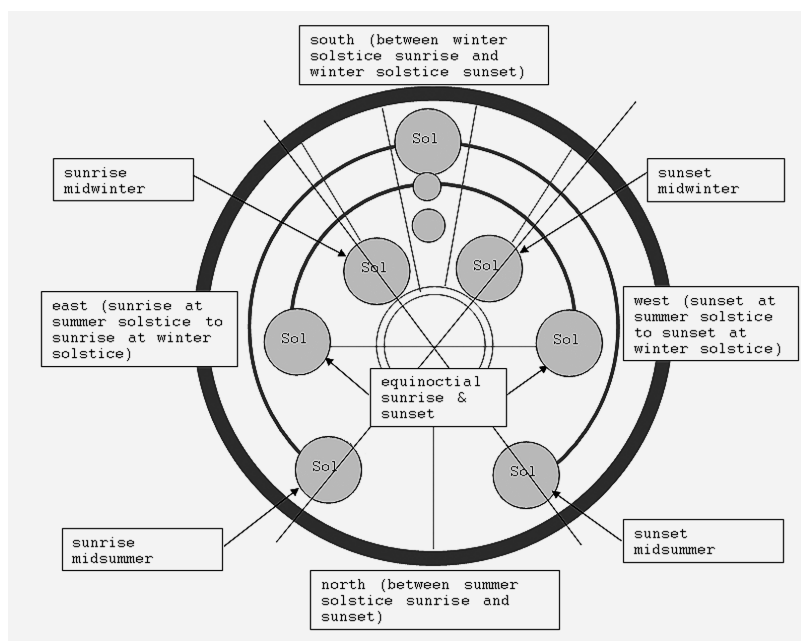 south (between winter
solstice sunrise and
winter solstice sunset)
Sol
sunrise
midwinter
sunset
midwinter
Sol
Sol
east (sunrise at
summer solstice to
sunrise at winter
solstice)
west (sunset at
summer solstice
to sunset at
winter solstice)
Sol
Sol
equinoctial
sunrise &
sunset
Sol
Sol
sunrise
midsummer
sunset
midsummer
north (between summer
solstice sunrise and
sunset)